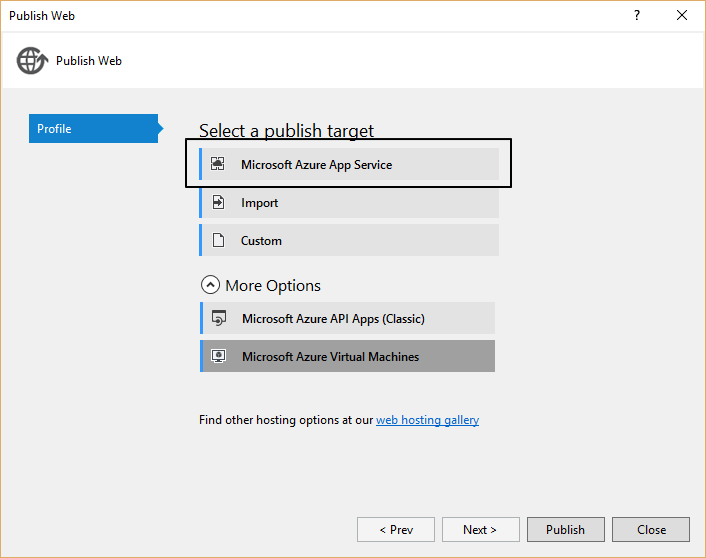 Publish Web
?
Publish Web
Profile
Select a publish target
Microsoft Azure App Service
Import
Custom
More Options
Microsoft Azure API Apps (Classic)
Microsoft Azure Virtual Machines
Find other hosting options at our web hosting gallery
< Prev
Next >
Publish
Close